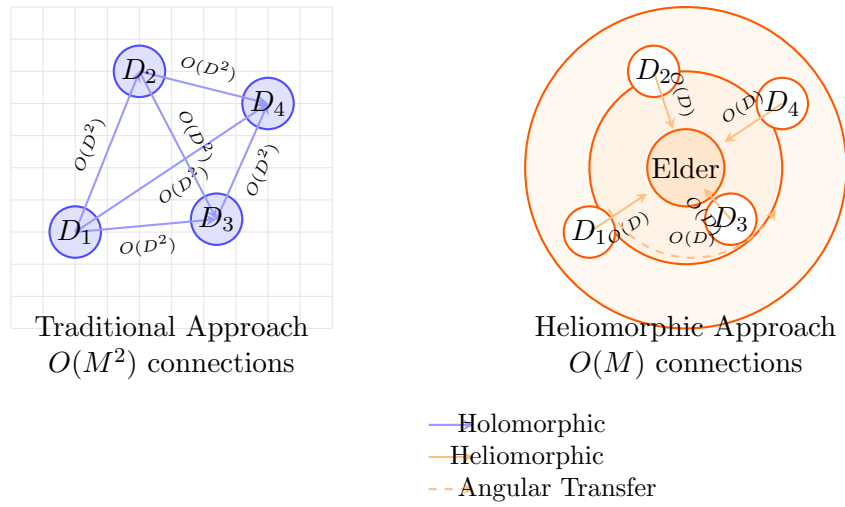 D₂
O(D²)
D₄
O(D²)
O(D²)
O(D²)
O(D²)
O(D²)
D₁
D₃
Traditional Approach
O(M²) connections
D₂
O(D)
O(D)
D₄
Elder
D₁
O(D)
O(D)
D₃
O(D)
Heliomorphic Approach
O(M) connections
Holomorphic
Heliomorphic
Angular Transfer